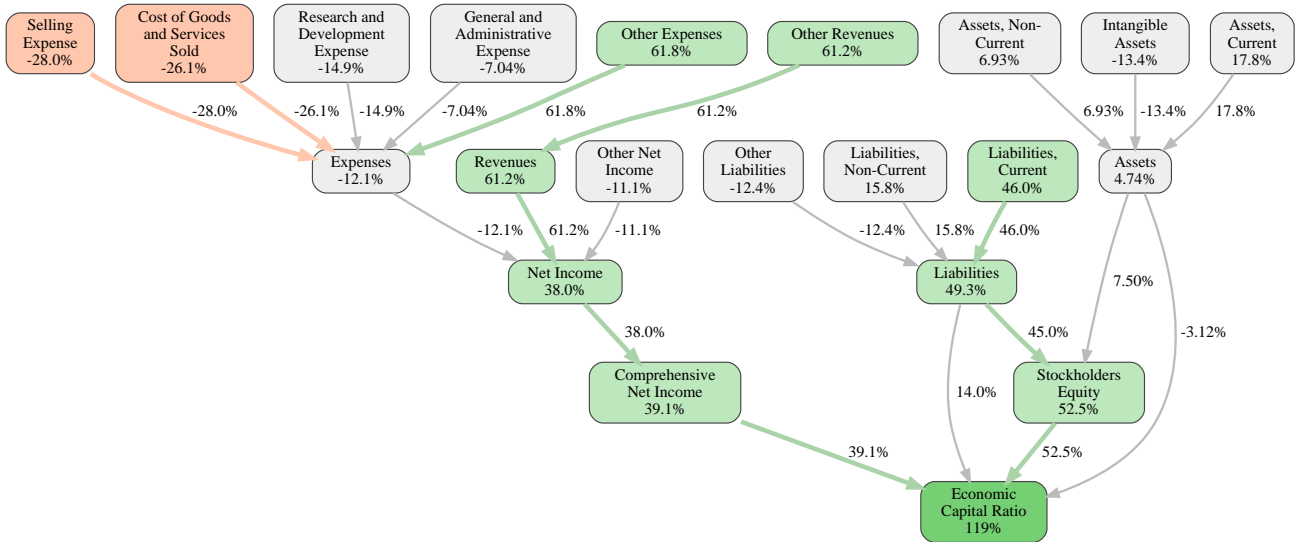 Selling
Expense
-28.0%
Cost of Goods
and Services
Sold
-26.1%
Research and
Development
Expense
-14.9%
General and
Administrative
Expense
-7.04%
Other Expenses
61.8%
Other Revenues
61.2%
Assets, Non-
Current
6.93%
Intangible
Assets
-13.4%
Assets,
Current
17.8%
-28.0%
-26.1%
-14.9%
-7.04%
61.8%
61.2%
6.93%
-13.4%
17.8%
Expenses
-12.1%
Revenues
61.2%
Other Net
Income
-11.1%
Other
Liabilities
-12.4%
Liabilities,
Non-Current
15.8%
Liabilities,
Current
46.0%
Assets
4.74%
-12.1%
61.2%
-11.1%
-12.4%
15.8%
46.0%
Net Income
38.0%
Liabilities
49.3%
7.50%
38.0%
45.0%
-3.12%
Comprehensive
Net Income
39.1%
14.0%
Stockholders
Equity
52.5%
39.1%
52.5%
Economic
Capital Ratio
119%